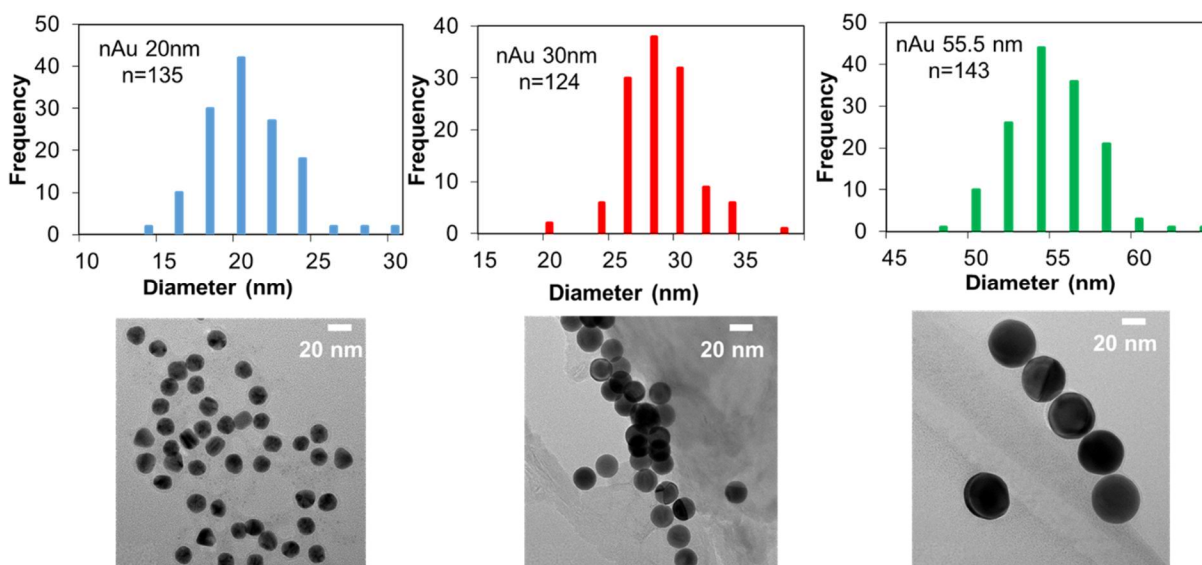 50
40
30
20
10
0
Frequency
nAu 20nm
n=135
10 15 20 25 30
Diameter (nm)
40
30
20
10
0
Frequency
nAu 30nm
n=124
15 20 25 30 35
Diameter (nm)
50
40
30
20
10
0
Frequency
nAu 55.5 nm
n=143
45 50 55 60
Diameter (nm)
20 nm
20 nm
20 nm